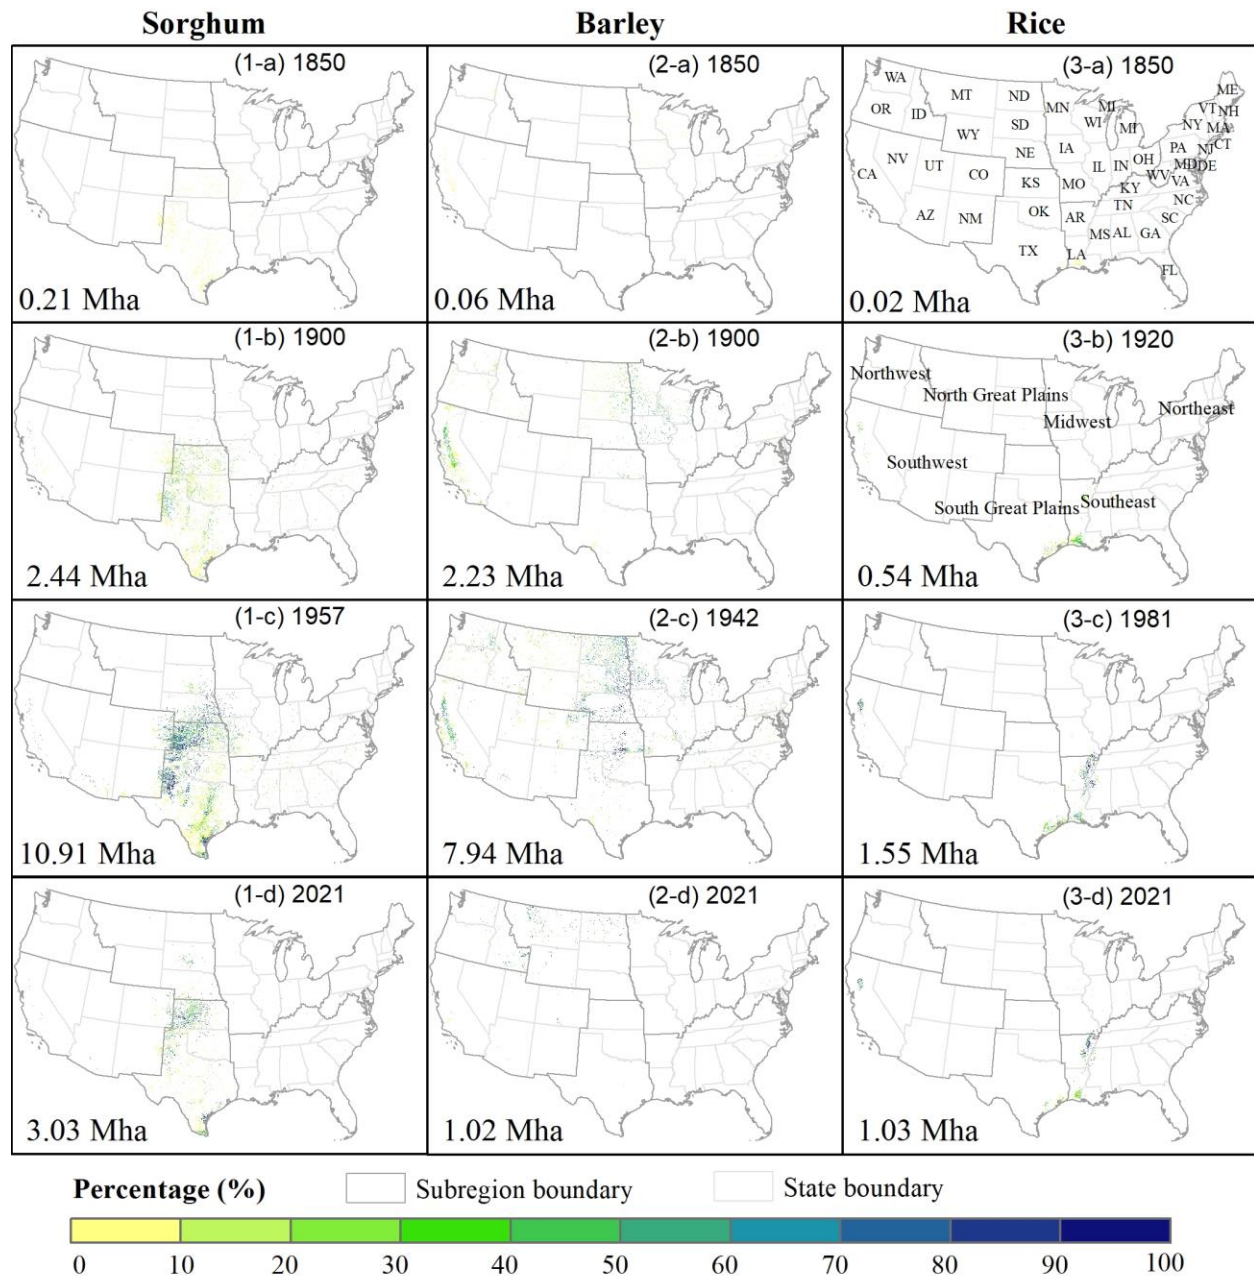 Sorghum Barley Rice
(1-a) 1850
0.21 Mha
(2-a) 1850
0.06 Mha
(3-a) 1850
WA
MT
ND
MN
MI
ME
OR
ID
SD
WI
MI
VT
NH
NY
MA
WY
NE
IA
PA
NJ
CT
NV
UT
CO
IL
IN
OH
MD
DE
CA
KS
MO
WV
VA
KY
AZ
NM
OK
AR
TN
NC
SC
TX
LA
MS
AL
GA
FL
0.02 Mha
(1-b) 1900
2.44 Mha
(2-b) 1900
2.23 Mha
(3-b) 1920
Northwest
North Great Plains
Midwest
Northeast
Southwest
South Great Plains
Southeast
0.54 Mha
(1-c) 1957
10.91 Mha
(2-c) 1942
7.94 Mha
(3-c) 1981
1.55 Mha
(1-d) 2021
3.03 Mha
(2-d) 2021
1.02 Mha
(3-d) 2021
1.03 Mha
Percentage (%) Subregion boundary State boundary
0 10 20 30 40 50 60 70 80 90 100